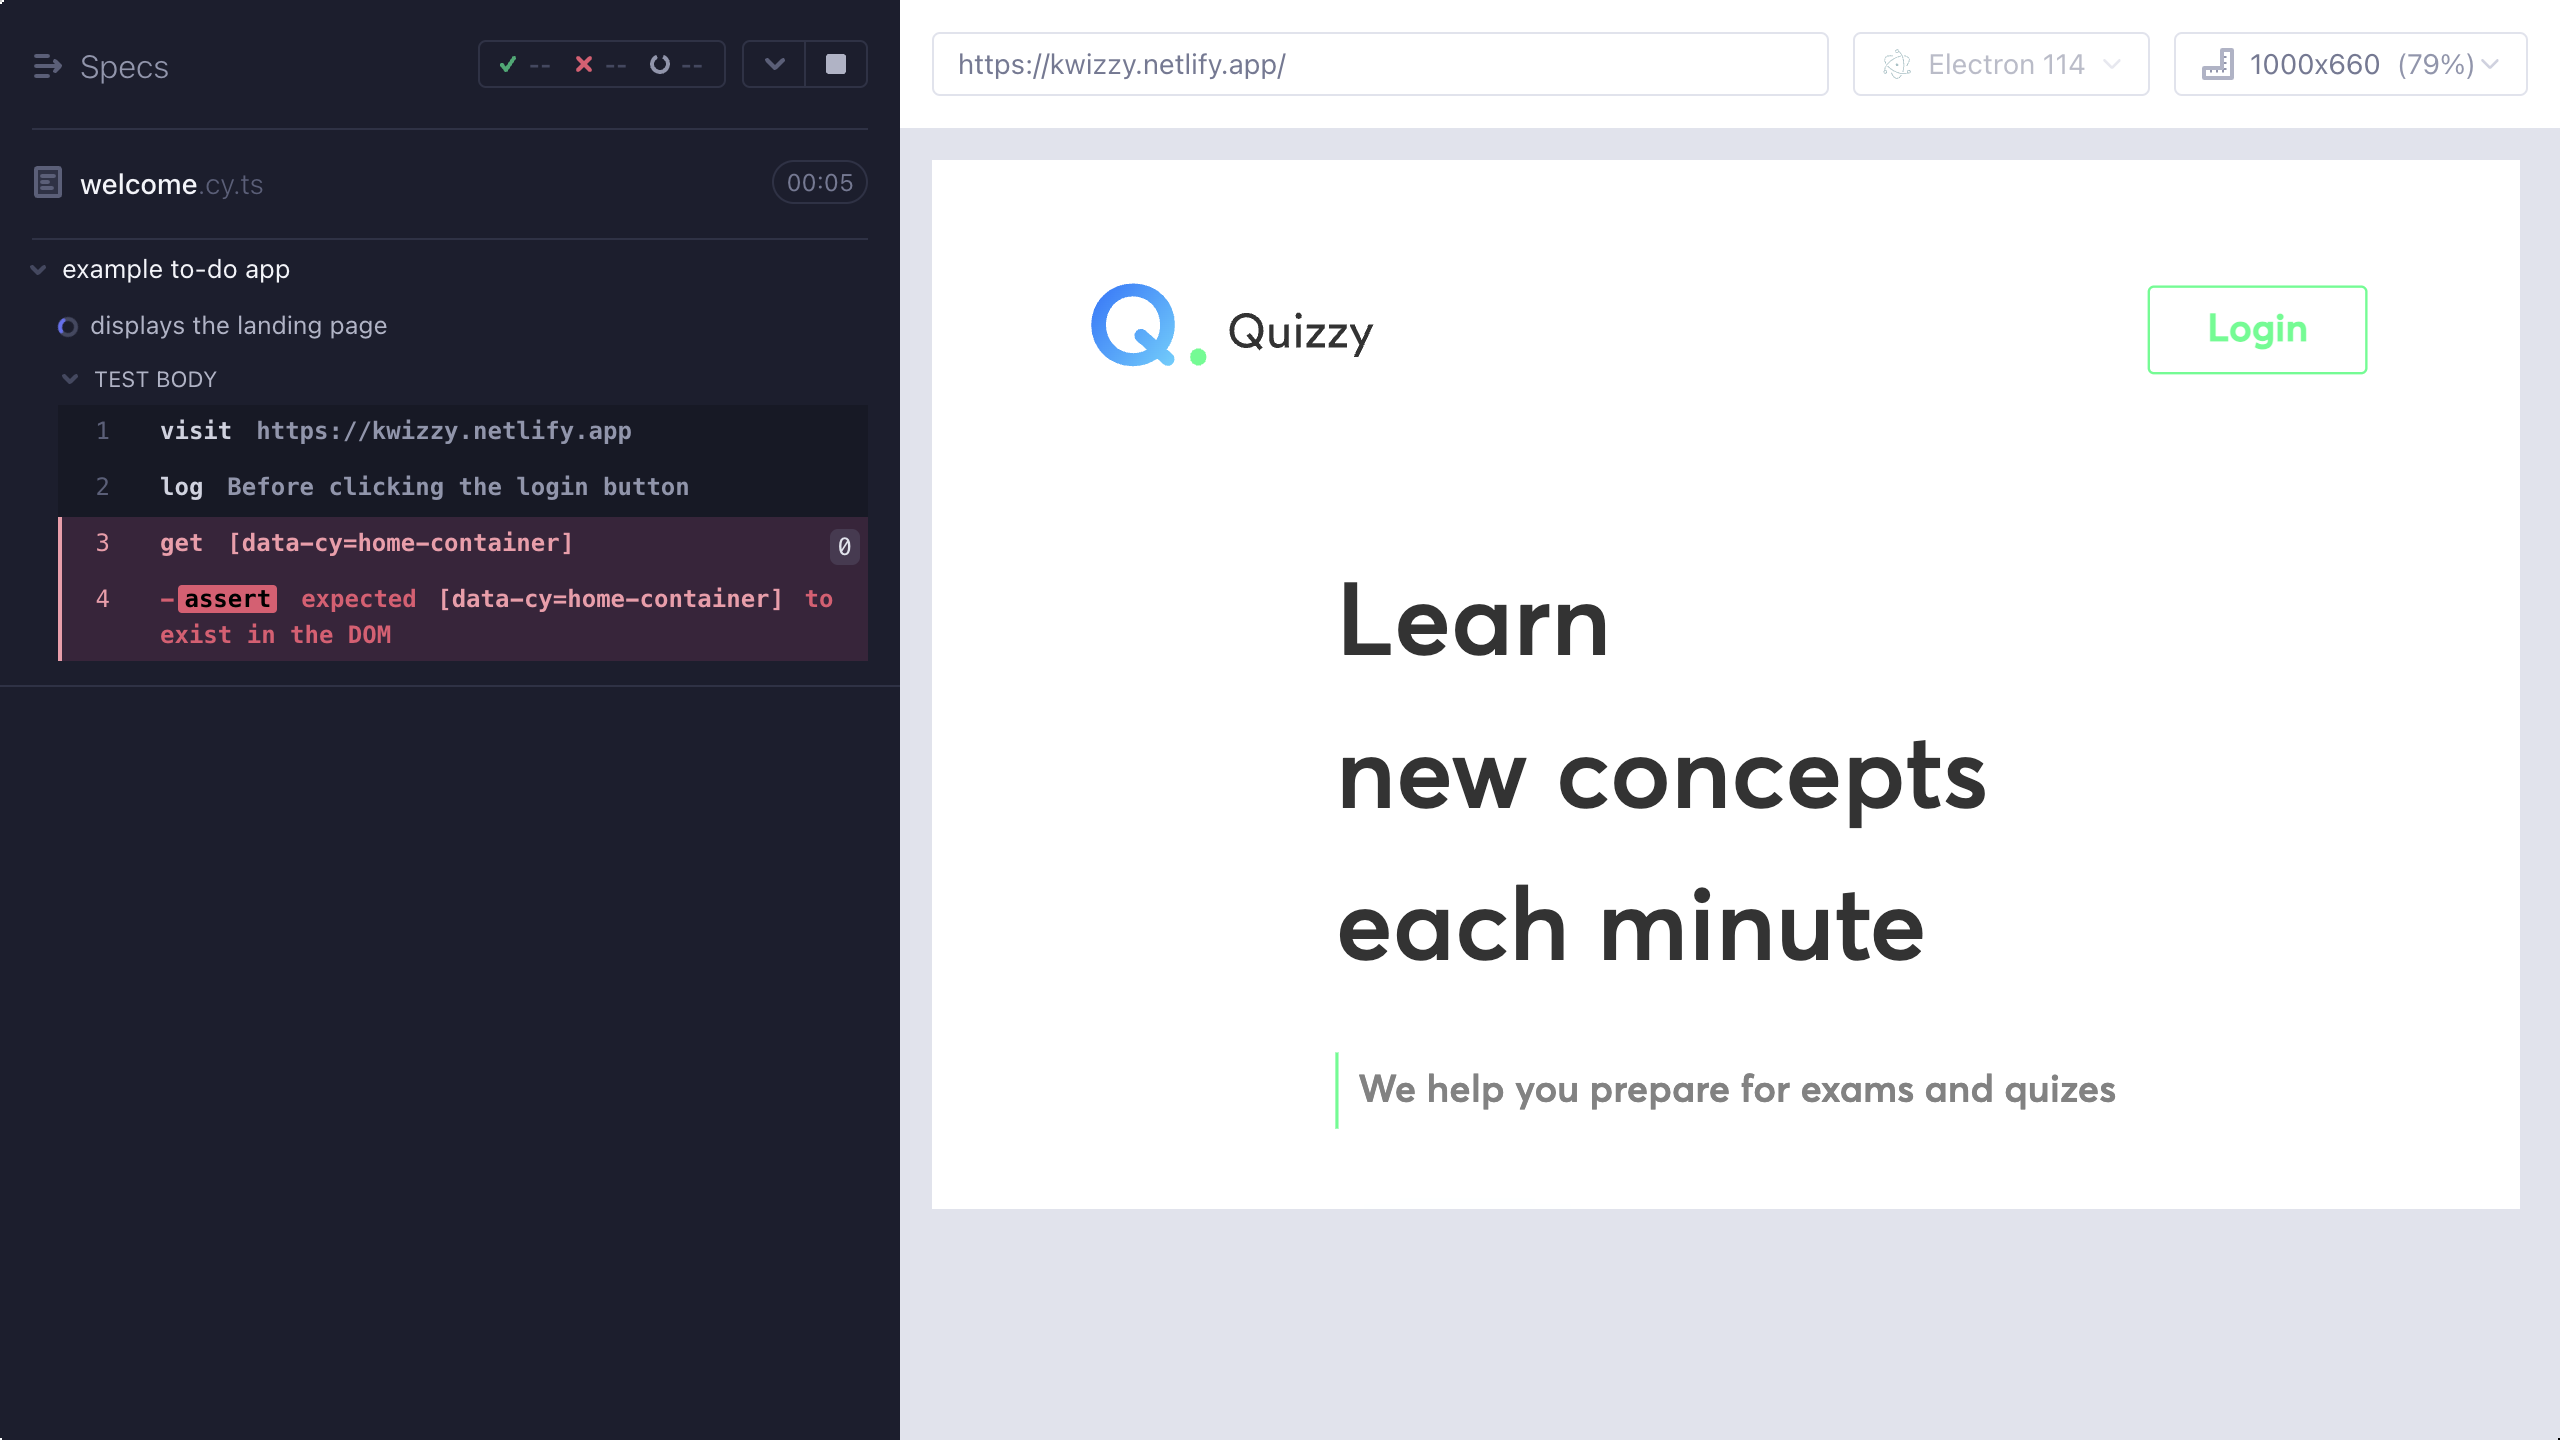 Specs
--
--
--
welcome.cy.ts
00:05
example to-do app
displays the landing page
TEST BODY
1 visit https://kwizzy.netlify.app
2 log Before clicking the login button
3 get [data-cy=home-container] 0
4 -assert expected [data-cy=home-container] to
exist in the DOM
https://kwizzy.netlify.app/
Electron 114
1000x660 (79%)
Q.
Quizzy
Login
Learn
new concepts
each minute
We help you prepare for exams and quizes